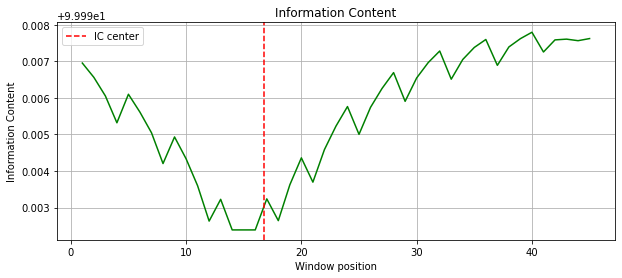 Information Content
+9.999e1
0.008
0.007
0.006
0.005
0.004
0.003
Information Content
IC center
0
10
20
30
40
Window position